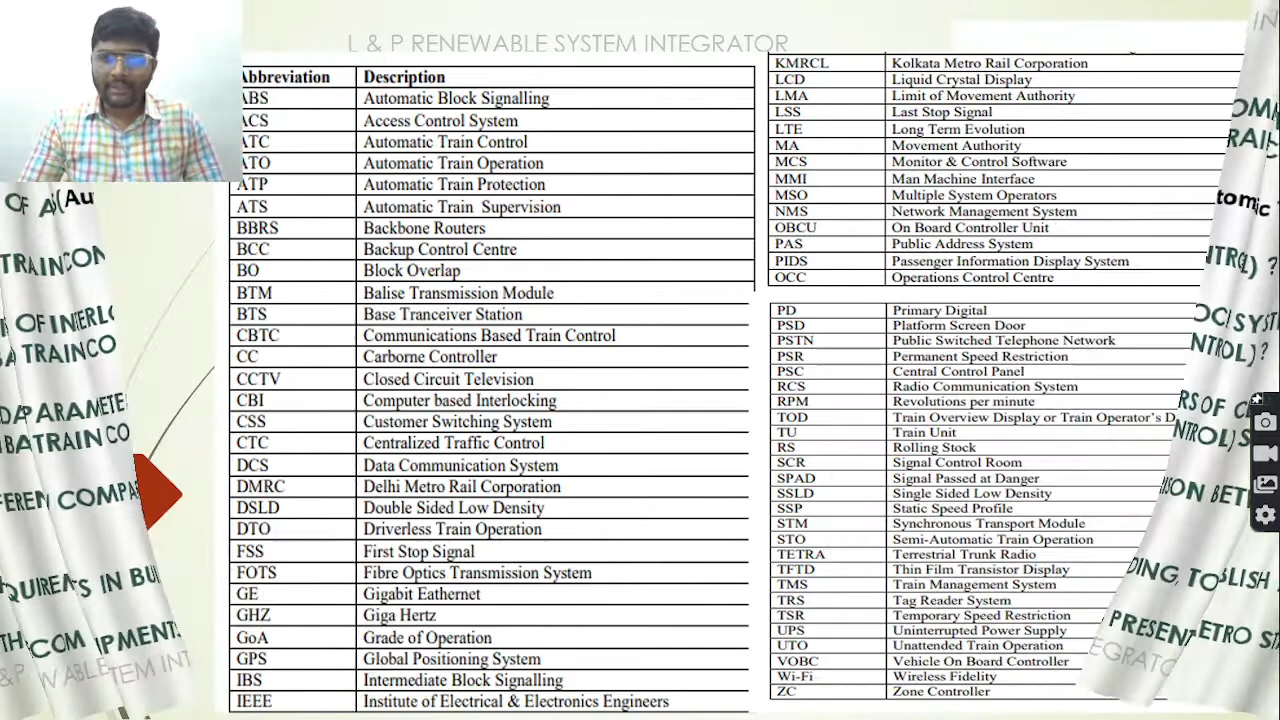 L & P RENEWABLE SYSTEM INTEGRATOR
Abbreviation Description
ABS Automatic Block Signalling
ACS Access Control System
ATC Automatic Train Control
ATO Automatic Train Operation
ATP Automatic Train Protection
ATS Automatic Train Supervision
BBRS Backbone Routers
BCC Backup Control Centre
BO Block Overlap
BTM Balise Transmission Module
BTS Base Tranceiver Station
CBTC Communications Based Train Control
CC Carborne Controller
CCTV Closed Circuit Television
CBI Computer based Interlocking
CSS Customer Switching System
CTC Centralized Traffic Control
DCS Data Communication System
DMRC Delhi Metro Rail Corporation
DSLD Double Sided Low Density
DTO Driverless Train Operation
FSS First Stop Signal
FOTS Fibre Optics Transmission System
GE Gigabit Eathernet
GHZ Giga Hertz
GoA Grade of Operation
GPS Global Positioning System
IBS Intermediate Block Signalling
IEEE Institute of Electrical & Electronics Engineers
KMRCL Kolkata Metro Rail Corporation
LCD Liquid Crystal Display
LMA Limit of Movement Authority
LSS Last Stop Signal
LTE Long Term Evolution
MA Movement Authority
MCS Monitor & Control Software
MMI Man Machine Interface
MSO Multiple System Operators
NMS Network Management System
OBCU On Board Controller Unit
PAS Public Address System
PIDS Passenger Information Display System
OCC Operations Control Centre
PD Primary Digital
PSD Platform Screen Door
PSTN Public Switched Telephone Network
PSR Permanent Speed Restriction
PSC Central Control Panel
RCS Radio Communication System
RPM Revolutions per minute
TOD Train Overview Display or Train Operator's D
TU Train Unit
RS Rolling Stock
SCR Signal Control Room
SPAD Signal Passed at Danger
SSLD Single Sided Low Density
SSP Static Speed Profile
STM Synchronous Transport Module
STO Semi-Automatic Train Operation
TETRA Terrestrial Trunk Radio
TFTD Thin Film Transistor Display
TMS Train Management System
TRS Tag Reader System
TSR Temporary Speed Restriction
UPS Uninterrupted Power Supply
UTO Unattended Train Operation
VOBC Vehicle On Board Controller
Wi-Fi Wireless Fidelity
ZC Zone Controller